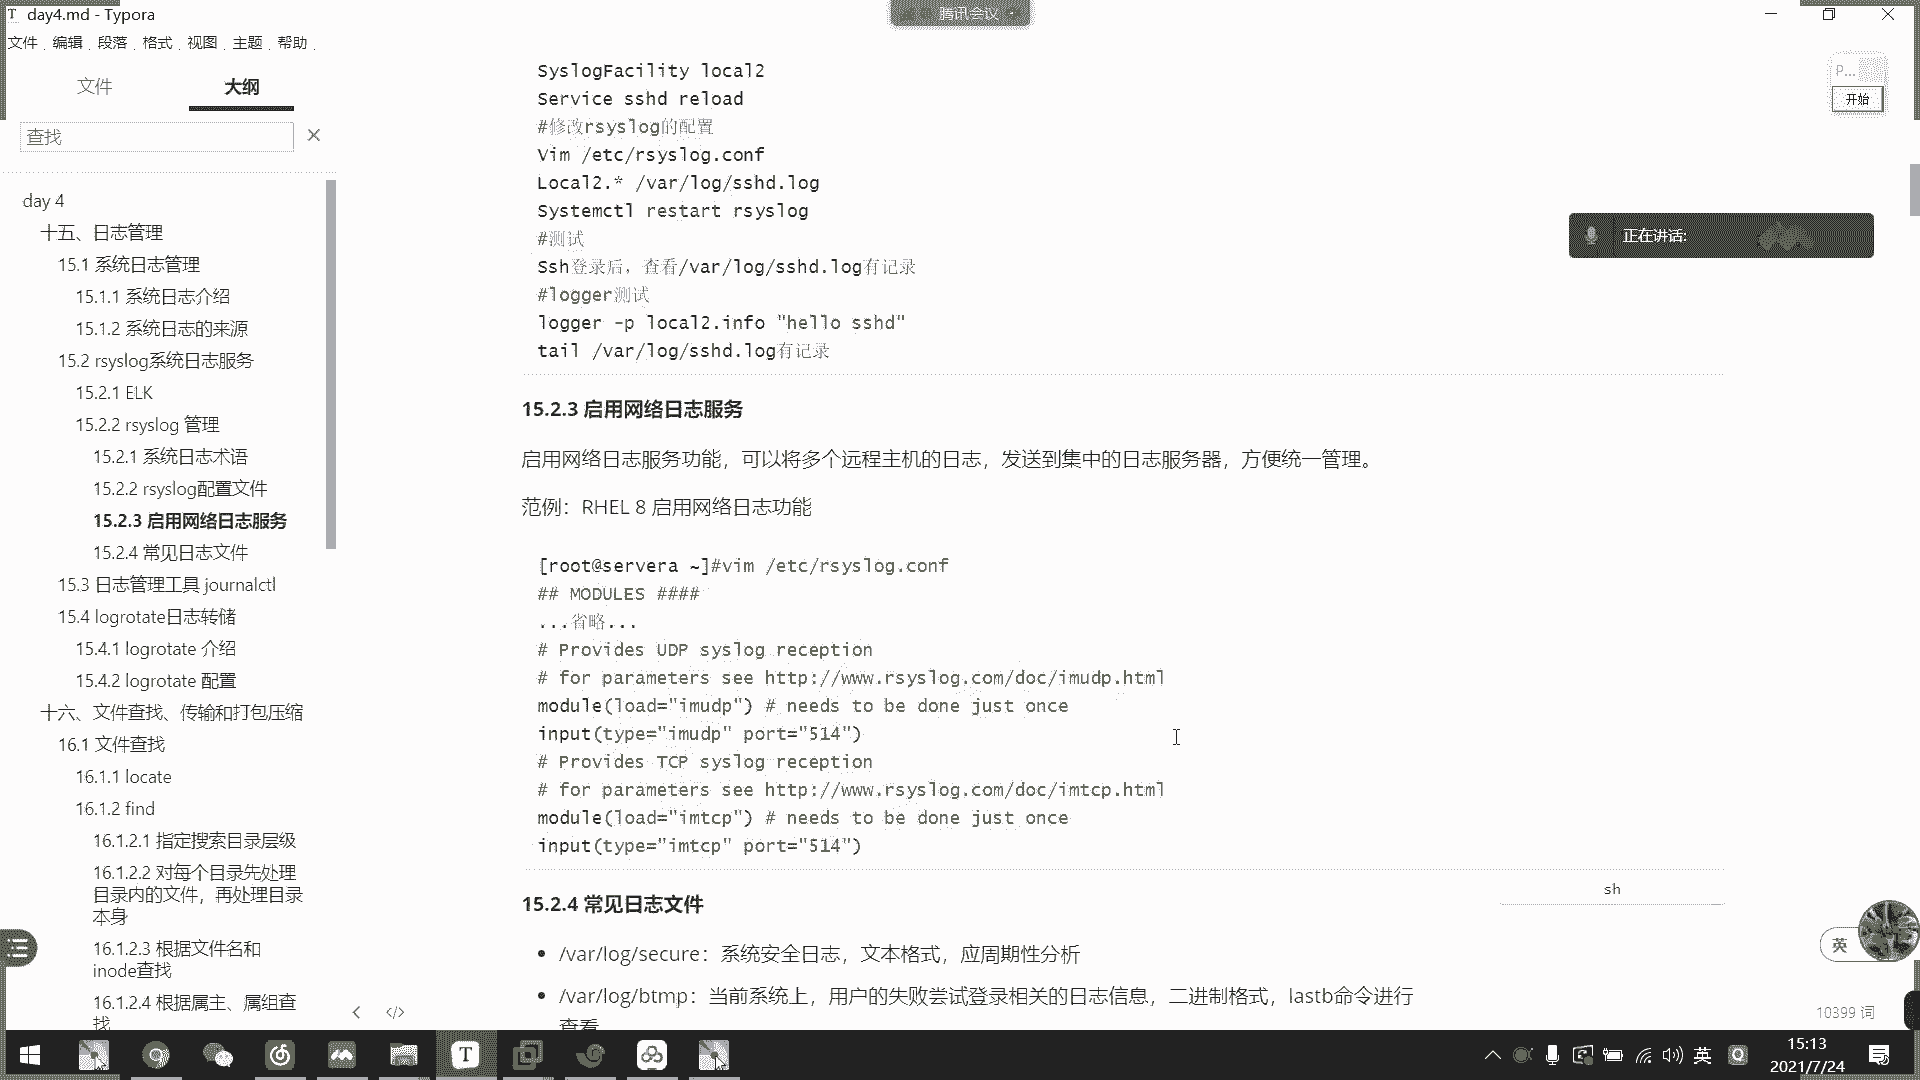 day4.md - Typora
腾讯会议
文件 编辑 段落 格式 视图 主题 帮助
文件
大纲
查找
day 4
十五、日志管理
15.1 系统日志管理
15.1.1 系统日志介绍
15.1.2 系统日志的来源
15.2 rsyslog系统日志服务
15.2.1 ELK
15.2.2 rsyslog 管理
15.2.1 系统日志术语
15.2.2 rsyslog配置文件
15.2.3 启用网络日志服务
15.2.4 常见日志文件
15.3 日志管理工具 journalctl
15.4 logrotate日志转储
15.4.1 logrotate 介绍
15.4.2 logrotate 配置
十六、文件查找、传输和打包压缩
16.1 文件查找
16.1.1 locate
16.1.2 find
16.1.2.1 指定搜索目录层级
16.1.2.2 对每个目录先处理
目录内的文件，再处理目录
本身
16.1.2.3 根据文件名和
inode查找
16.1.2.4 根据属主、属组查
找
SyslogFacility local2
Service sshd reload
#修改rsyslog的配置
Vim /etc/rsyslog.conf
Local2.* /var/log/sshd.log
Systemctl restart rsyslog
#测试
Ssh登录后，查看/var/log/sshd.log有记录
#logger测试
logger -p local2.info "hello sshd"
tail /var/log/sshd.log有记录
15.2.3 启用网络日志服务
启用网络日志服务功能，可以将多个远程主机的日志，发送到集中的日志服务器，方便统一管理。
范例：RHEL 8 启用网络日志功能
[root@servera ~]#vim /etc/rsyslog.conf
## MODULES ####
...省略...
# Provides UDP syslog reception
# for parameters see http://www.rsyslog.com/doc/imudp.html
module(load="imudp") # needs to be done just once
input(type="imudp" port="514")
# Provides TCP syslog reception
# for parameters see http://www.rsyslog.com/doc/imtcp.html
module(load="imtcp") # needs to be done just once
input(type="imtcp" port="514")
sh
15.2.4 常见日志文件
/var/log/secure：系统安全日志，文本格式，应周期性分析
/var/log/btmp：当前系统上，用户的失败尝试登录相关的日志信息，二进制格式，lastb命令进行
查看
P...
开始
正在讲话:
英
10399 词
英
15:13
2021/7/24